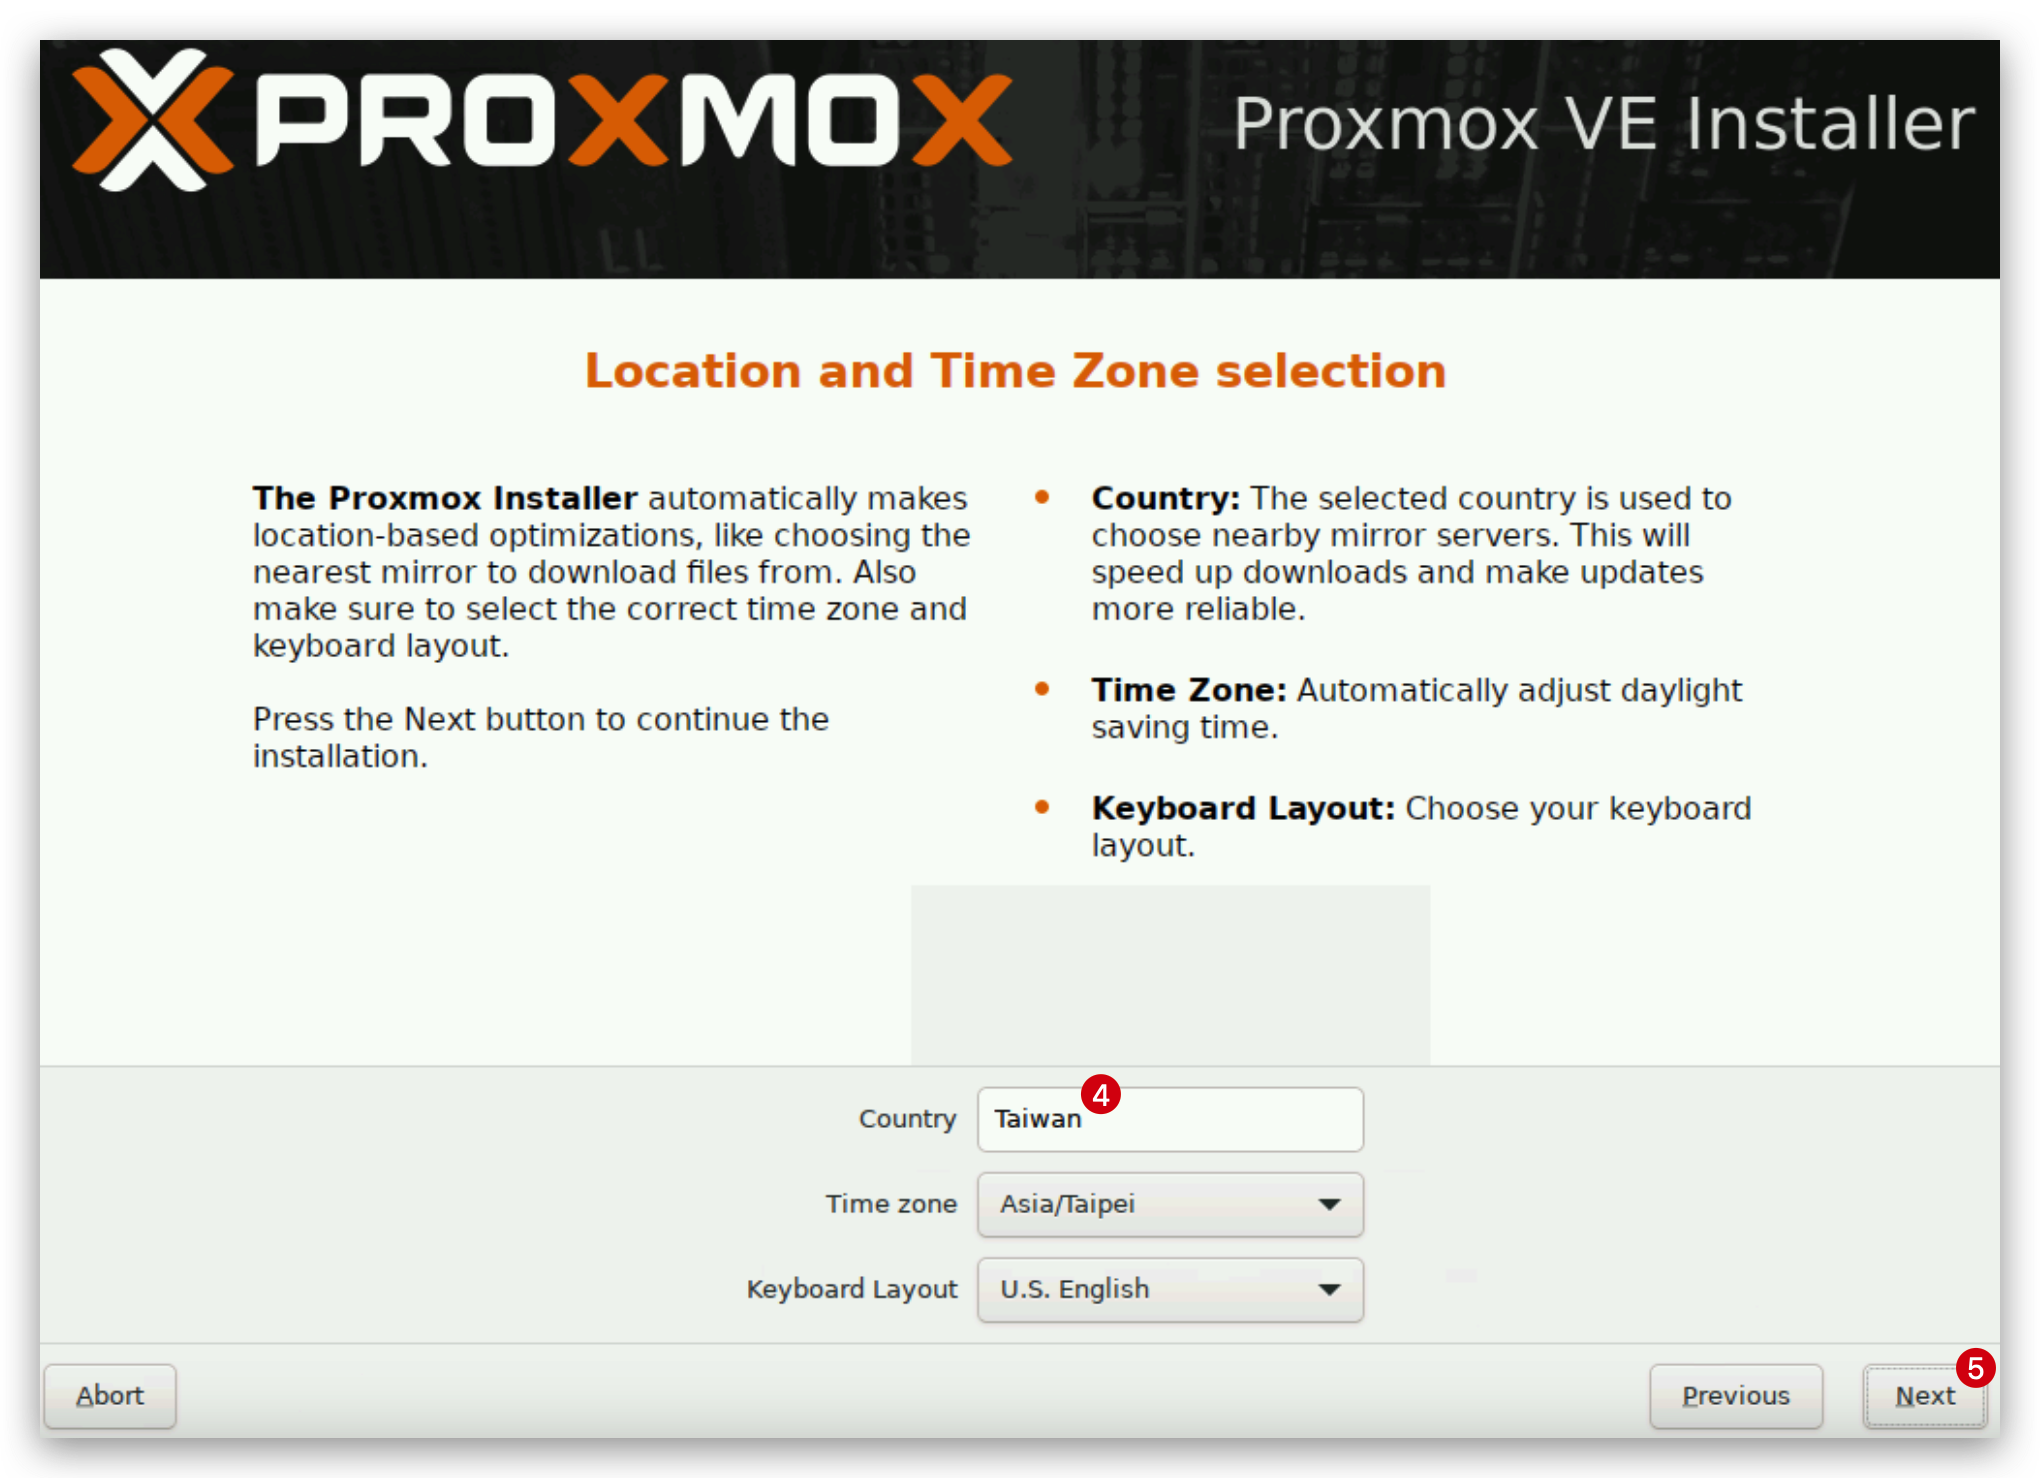 PROXMOX
Proxmox VE Installer
Location and Time Zone selection
The Proxmox Installer automatically makes
location-based optimizations, like choosing the
nearest mirror to download files from. Also
make sure to select the correct time zone and
keyboard layout.
Press the Next button to continue the
installation.
Country: The selected country is used to
choose nearby mirror servers. This will
speed up downloads and make updates
more reliable.
Time Zone: Automatically adjust daylight
saving time.
Keyboard Layout: Choose your keyboard
layout.
4
Country Taiwan
Time zone Asia/Taipei
Keyboard Layout U.S. English
5
Abort Previous Next